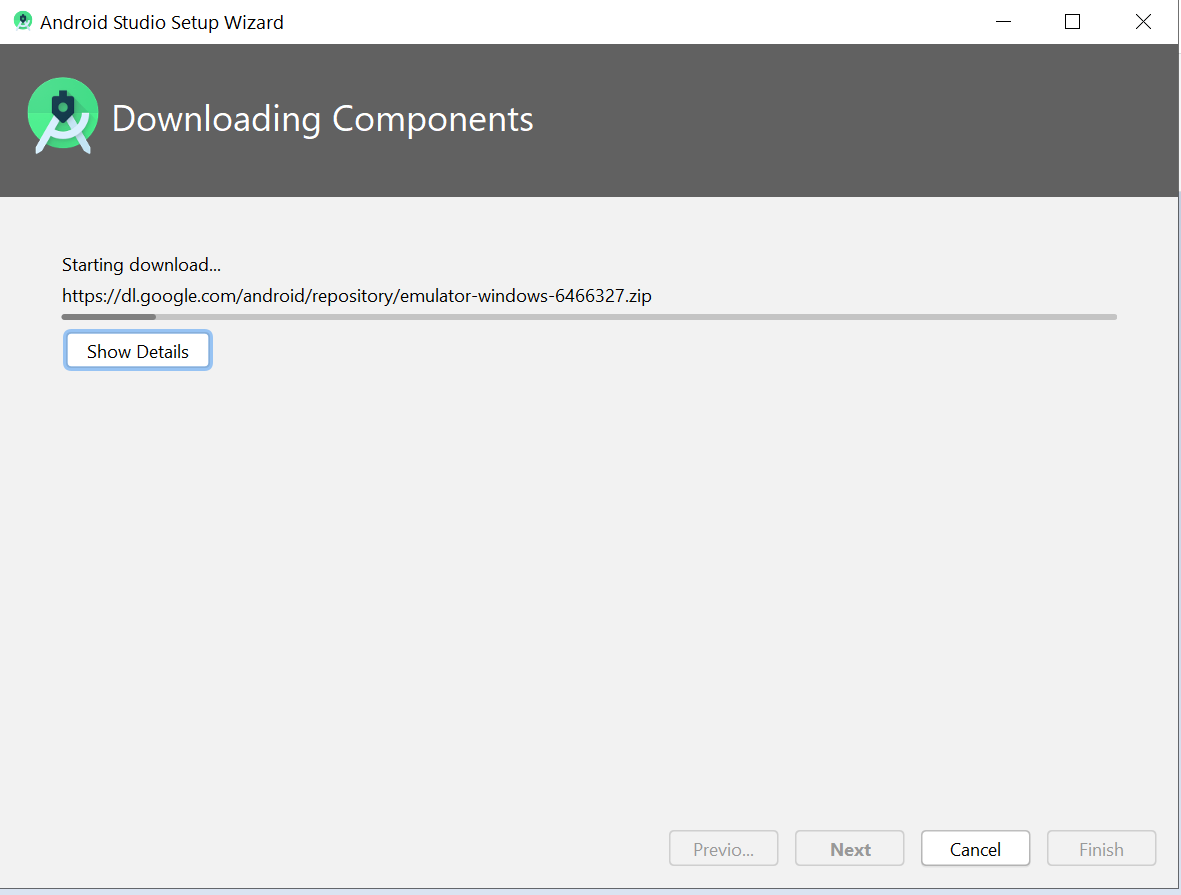 Android Studio Setup Wizard
Downloading Components
Starting download...
https://dl.google.com/android/repository/emulator-windows-6466327.zip
Show Details
Previo...
Next
Cancel
Finish